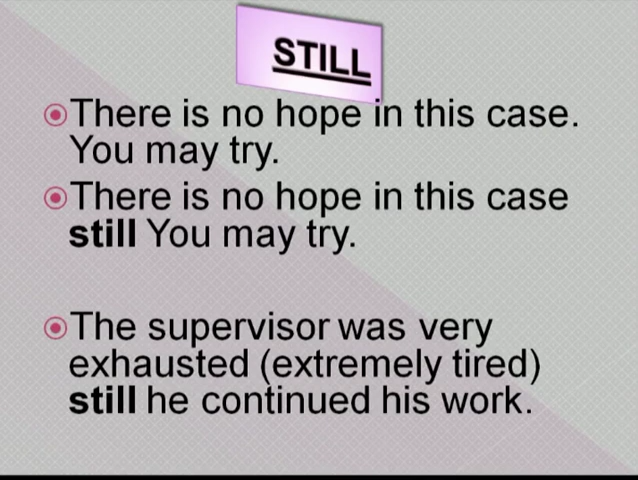 STILL
There is no hope in this case.
You may try.
There is no hope in this case
still You may try.
The supervisor was very
exhausted (extremely tired)
still he continued his work.